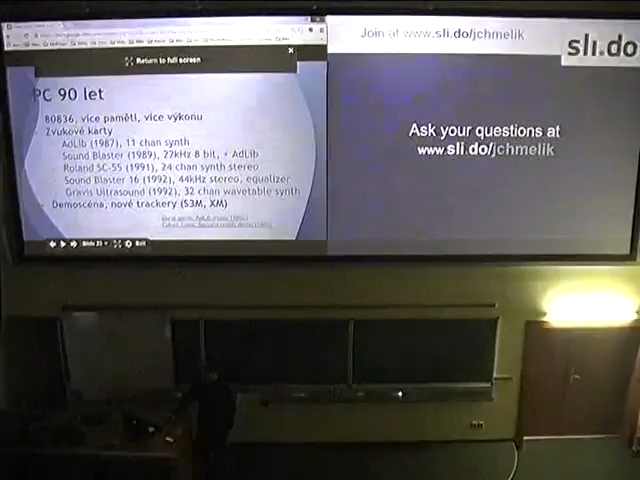 Return to full screen
PC 90 let
80836, více paměti, více výkonu
Zvukové karty
AdLib (1987), 11 chan synth
Sound Blaster (1989), 22kHz 8 bit, + AdLib
Roland SC-55 (1991), 24 chan synth stereo
Sound Blaster 16 (1992), 44kHz stereo, equalizer
Gravis Ultrasound (1992), 32 chan wavetable synth
Demoscéna, nové trackery (S3M, XM)
Exit
Join at www.sli.do/jchmelik
sli.do
Ask your questions at
www.sli.do/jchmelik